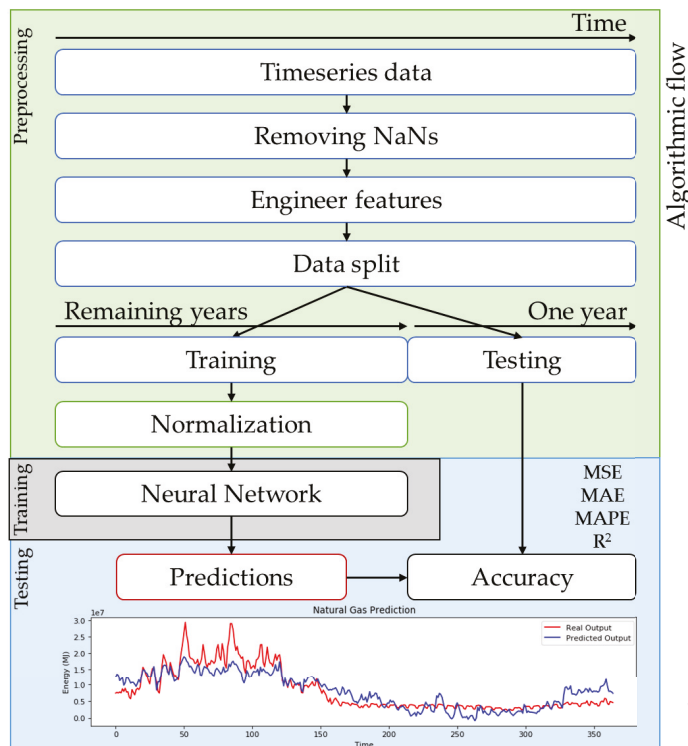 Time
Preprocessing
Algorithmic flow
Timeseries data
Removing NaNs
Engineer features
Data split
Remaining years
One year
Training
Testing
Normalization
Training
Neural Network
MSE
MAE
MAPE
R²
Testing
Predictions
Accuracy
Natural Gas Prediction
1e7
Real Output
Predicted Output
Energy (MJ)
3.0
2.5
2.0
1.5
1.0
0.5
0.0
0 50 100 150 200 250 300 350
Time